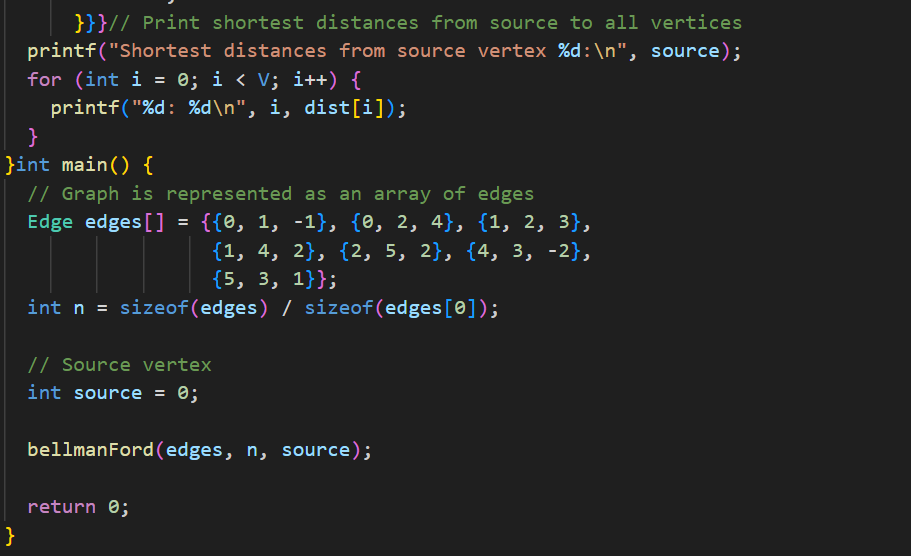 }}}// Print shortest distances from source to all vertices
printf("Shortest distances from source vertex %d:\n", source);
for (int i = 0; i < V; i++) {
printf("%d: %d\n", i, dist[i]);
}
}int main() {
// Graph is represented as an array of edges
Edge edges[] = {{0, 1, -1}, {0, 2, 4}, {1, 2, 3},
{1, 4, 2}, {2, 5, 2}, {4, 3, -2},
{5, 3, 1}};
int n = sizeof(edges) / sizeof(edges[0]);
// Source vertex
int source = 0;
bellmanFord(edges, n, source);
return 0;
}